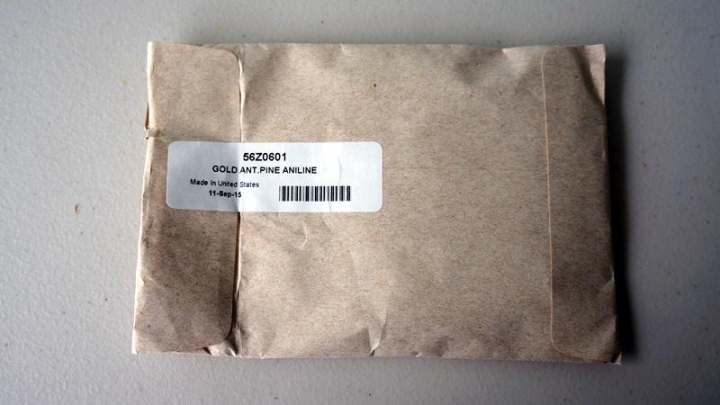 56Z0601
GOLD.ANT.PINE ANILINE
Made in United States
11-Sep-15